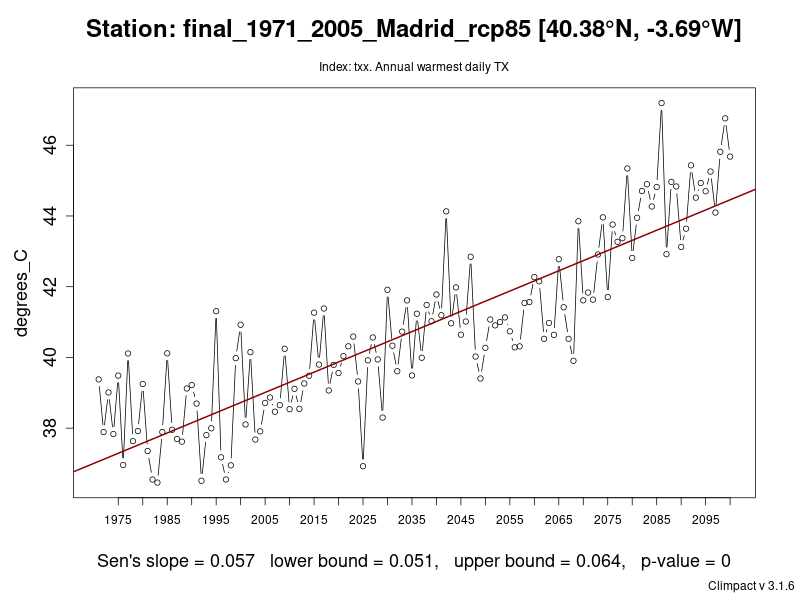 Station: final_1971_2005_Madrid_rcp85 [40.38°N, -3.69°W]
Index: txx. Annual warmest daily TX
degrees_C
46
44
42
40
38
1975 1985 1995 2005 2015 2025 2035 2045 2055 2065 2075 2085 2095
Sen's slope = 0.057 lower bound = 0.051, upper bound = 0.064, p-value = 0
Climpact v 3.1.6